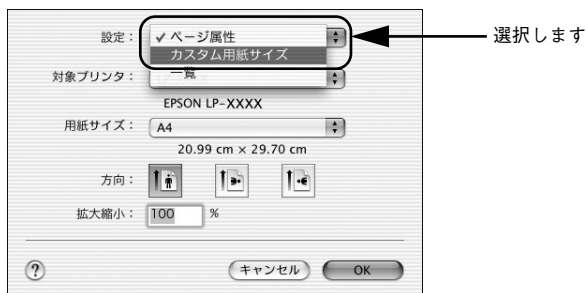 設定：
✓ ページ属性
カスタム用紙サイズ
一覧
選択します
対象プリンタ：
EPSON LP-XXXX
用紙サイズ： A4
20.99 cm × 29.70 cm
方向：
拡大縮小： 100 %
? キャンセル OK